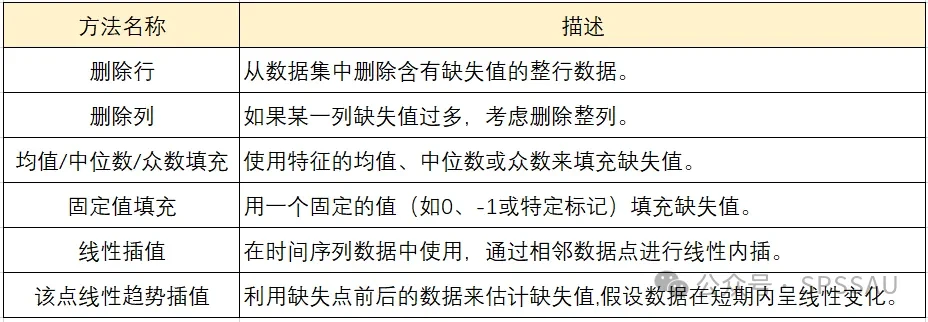 方法名称 描述
删除行 从数据集中删除含有缺失值的整行数据。
删除列 如果某一列缺失值过多，考虑删除整列。
均值/中位数/众数填充 使用特征的均值、中位数或众数来填充缺失值。
固定值填充 用一个固定的值（如0、-1或特定标记）填充缺失值。
线性插值 在时间序列数据中使用，通过相邻数据点进行线性内插。
该点线性趋势插值 利用缺失点前后的数据来估计缺失值,假设数据在短期内呈线性变化。
公众号 · SPSSAU